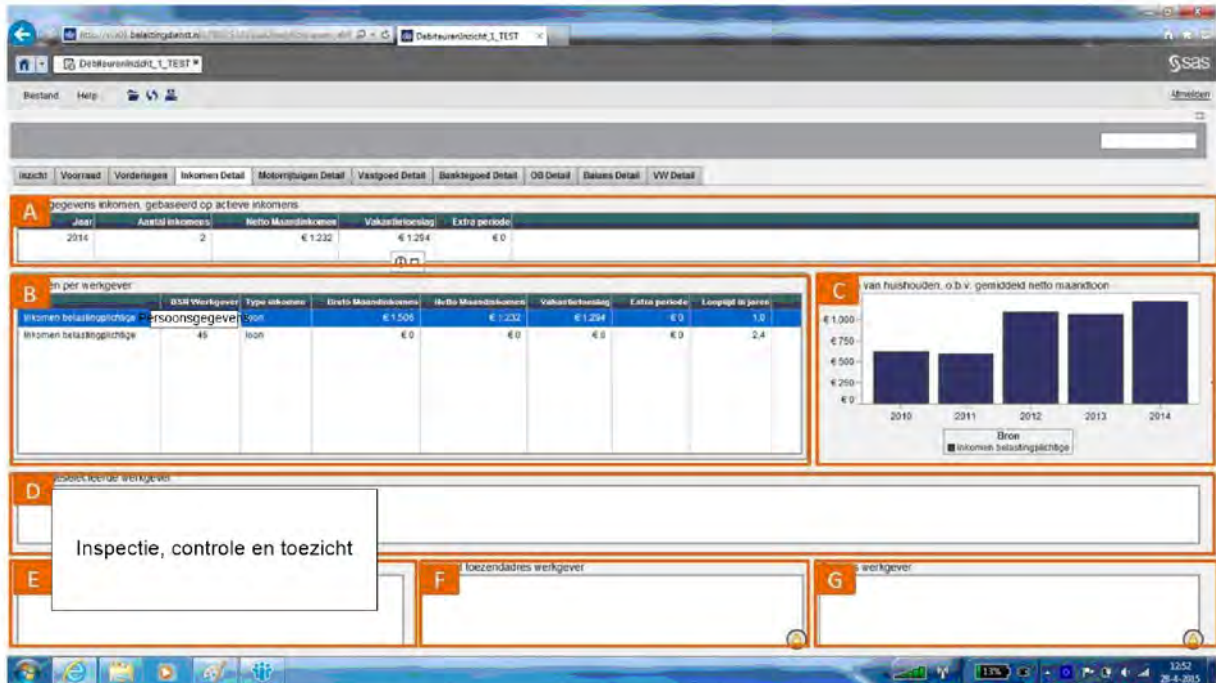 DebiteurenInzicht_1_TEST
DebiteurenInzicht_1_TEST
sas
Bestand Help
Afmelden
Inzicht Voorraad Vorderingen Inkomen Detail Motorrijtuigen Detail Vastgoed Detail Banktegoed Detail OB Detail Balans Detail VW Detail
A
gegevens inkomen, gebaseerd op actieve inkomens
Jaar Aantal inkomens Netto Maandinkomen Vakantietoeslag Extra periode
2014 2 € 1.232 € 1.294 € 0
B
en per werkgever
BSR Werkgever Type inkomen Bruto Maandinkomen Netto Maandinkomen Vakantietoeslag Extra periode Looptijd in jaren
Inkomen belastingplichtige Persoonsgegevens loon € 1.506 € 1.232 € 1.294 € 0 1,0
Inkomen belastingplichtige 45 loon € 0 € 0 € 0 € 0 2,4
C
van huishouden, o.b.v. gemiddeld netto maandloon
€ 1.000
€ 750
€ 500
€ 250
€ 0
2010 2011 2012 2013 2014
Bron
Inkomen belastingplichtige
D
eselecteerde werkgever
Inspectie, controle en toezicht
E
F
toezendadres werkgever
G
s werkgever
13%
12:52
28-4-2015